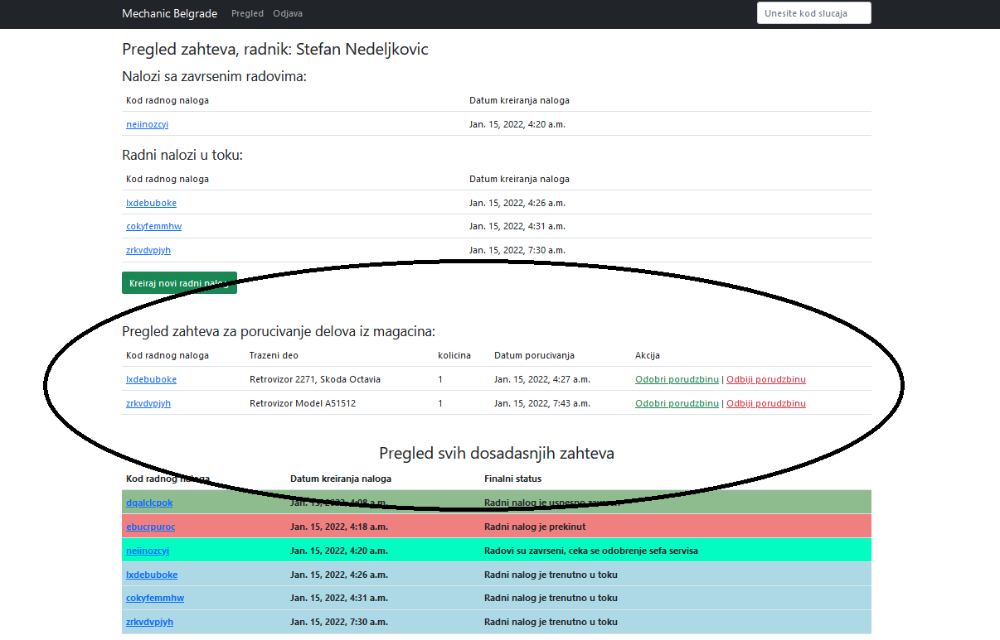 Mechanic Belgrade Pregled Odjava Unesite kod slucaja
Pregled zahteva, radnik: Stefan Nedeljkovic
Nalozi sa zavrsenim radovima:
Kod radnog naloga Datum kreiranja naloga
neiinozcyi Jan. 15, 2022, 4:20 a.m.
Radni nalozi u toku:
Kod radnog naloga Datum kreiranja naloga
lxdebuboke Jan. 15, 2022, 4:26 a.m.
cokyfemmhw Jan. 15, 2022, 4:31 a.m.
zrkvdvpjyh Jan. 15, 2022, 7:30 a.m.
Kreiraj novi radni nalog
Pregled zahteva za porucivanje delova iz magacina:
Kod radnog naloga Trazeni deo kolicina Datum porucivanja Akcija
lxdebuboke Retrovizor 2271, Skoda Octavia 1 Jan. 15, 2022, 4:27 a.m. Odobri porudzbinu | Odbiji porudzbinu
zrkvdvpjyh Retrovizor Model A51512 1 Jan. 15, 2022, 7:43 a.m. Odobri porudzbinu | Odbiji porudzbinu
Pregled svih dosadasnjih zahteva
Kod radnog naloga Datum kreiranja naloga Finalni status
dqalclcpok Jan. 15, 2022, 4:08 a.m. Radni nalog je uspesno zavrsen
ebucrpuroc Jan. 15, 2022, 4:18 a.m. Radni nalog je prekinut
neiinozcyi Jan. 15, 2022, 4:20 a.m. Radovi su zavrseni, ceka se odobrenje sefa servisa
lxdebuboke Jan. 15, 2022, 4:26 a.m. Radni nalog je trenutno u toku
cokyfemmhw Jan. 15, 2022, 4:31 a.m. Radni nalog je trenutno u toku
zrkvdvpjyh Jan. 15, 2022, 7:30 a.m. Radni nalog je trenutno u toku